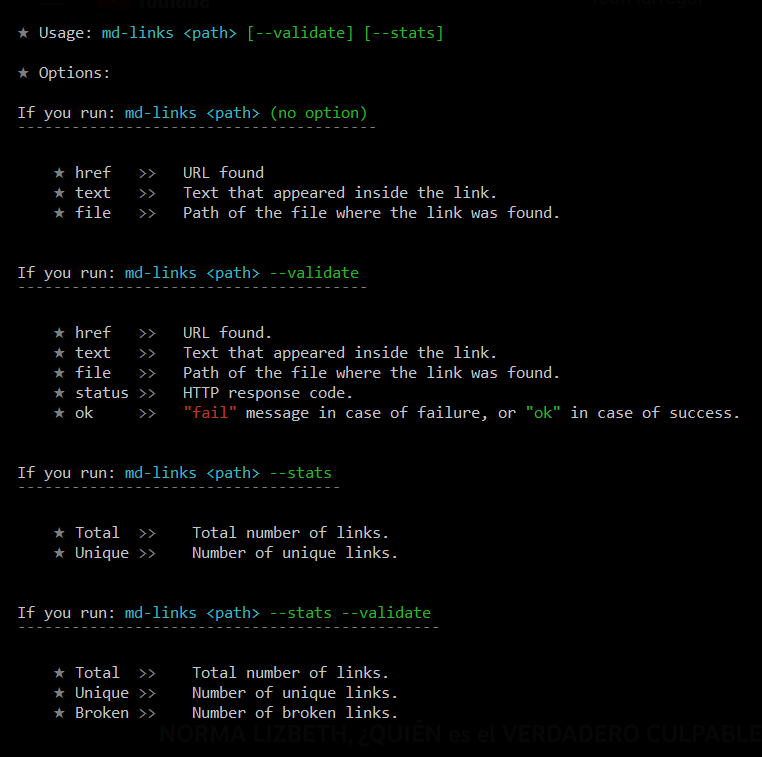 ★ Usage: md-links <path> [--validate] [--stats]
★ Options:
If you run: md-links <path> (no option)
----------------------------------------
★ href >> URL found
★ text >> Text that appeared inside the link.
★ file >> Path of the file where the link was found.
If you run: md-links <path> --validate
---------------------------------------
★ href >> URL found.
★ text >> Text that appeared inside the link.
★ file >> Path of the file where the link was found.
★ status >> HTTP response code.
★ ok >> "fail" message in case of failure, or "ok" in case of success.
If you run: md-links <path> --stats
------------------------------------
★ Total >> Total number of links.
★ Unique >> Number of unique links.
If you run: md-links <path> --stats --validate
-----------------------------------------------
★ Total >> Total number of links.
★ Unique >> Number of unique links.
★ Broken >> Number of broken links.
NORMA LIZBETH, ¿QUIÉN es el VERDADERO CULPABLE